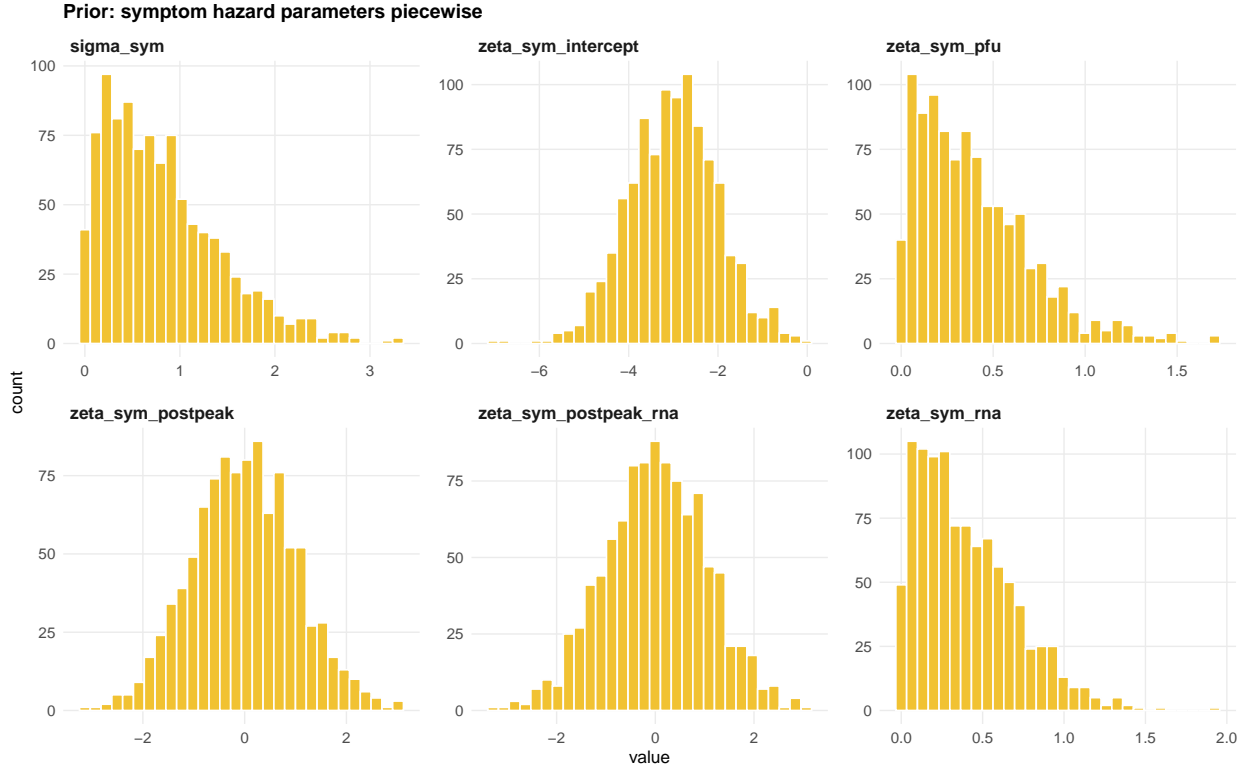 Prior: symptom hazard parameters piecewise
sigma_sym
zeta_sym_intercept
zeta_sym_pfu
100
75
50
25
0
100
75
50
25
0
100
75
50
25
0
0 1 2 3
−6 −4 −2 0
0.0 0.5 1.0 1.5
count
zeta_sym_postpeak
zeta_sym_postpeak_rna
zeta_sym_rna
75
50
25
0
75
50
25
0
100
75
50
25
0
−2 0 2
−2 0 2
0.0 0.5 1.0 1.5 2.0
value